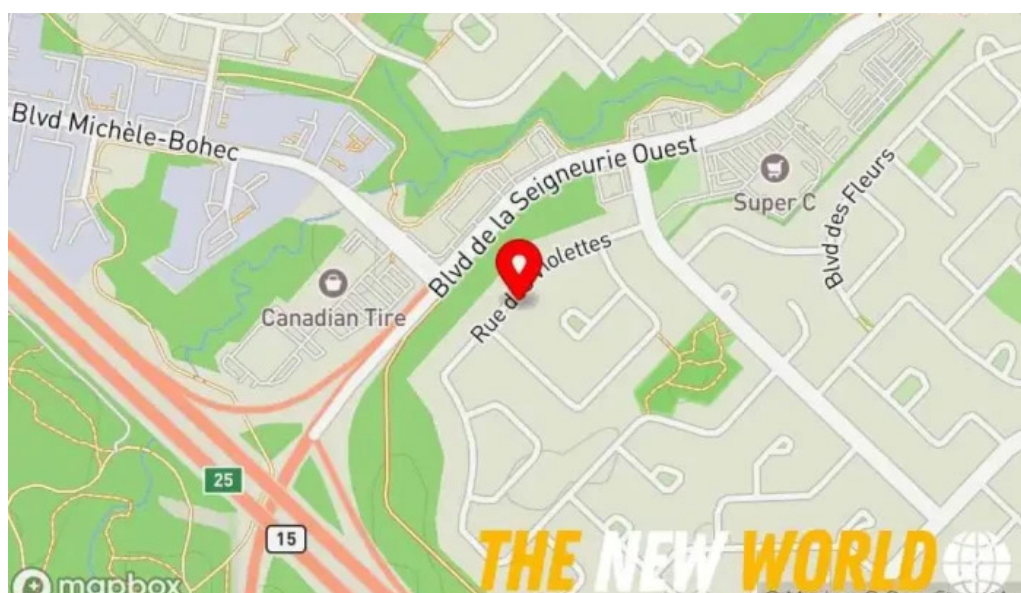 Blvd Michèle-Bohec
Blvd de la Seigneurie Ouest
Super C
Blvd des Fleurs
Canadian Tire
25
15
THE NEW WORLD
mapbox